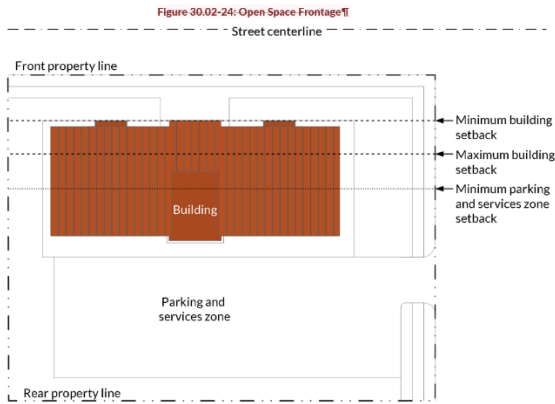 Figure 30.02-24: Open Space Frontage¶
Street centerline
Front property line
Minimum building
setback
Maximum building
setback
Minimum parking
and services zone
setback
Building
Parking and
services zone
Rear property line